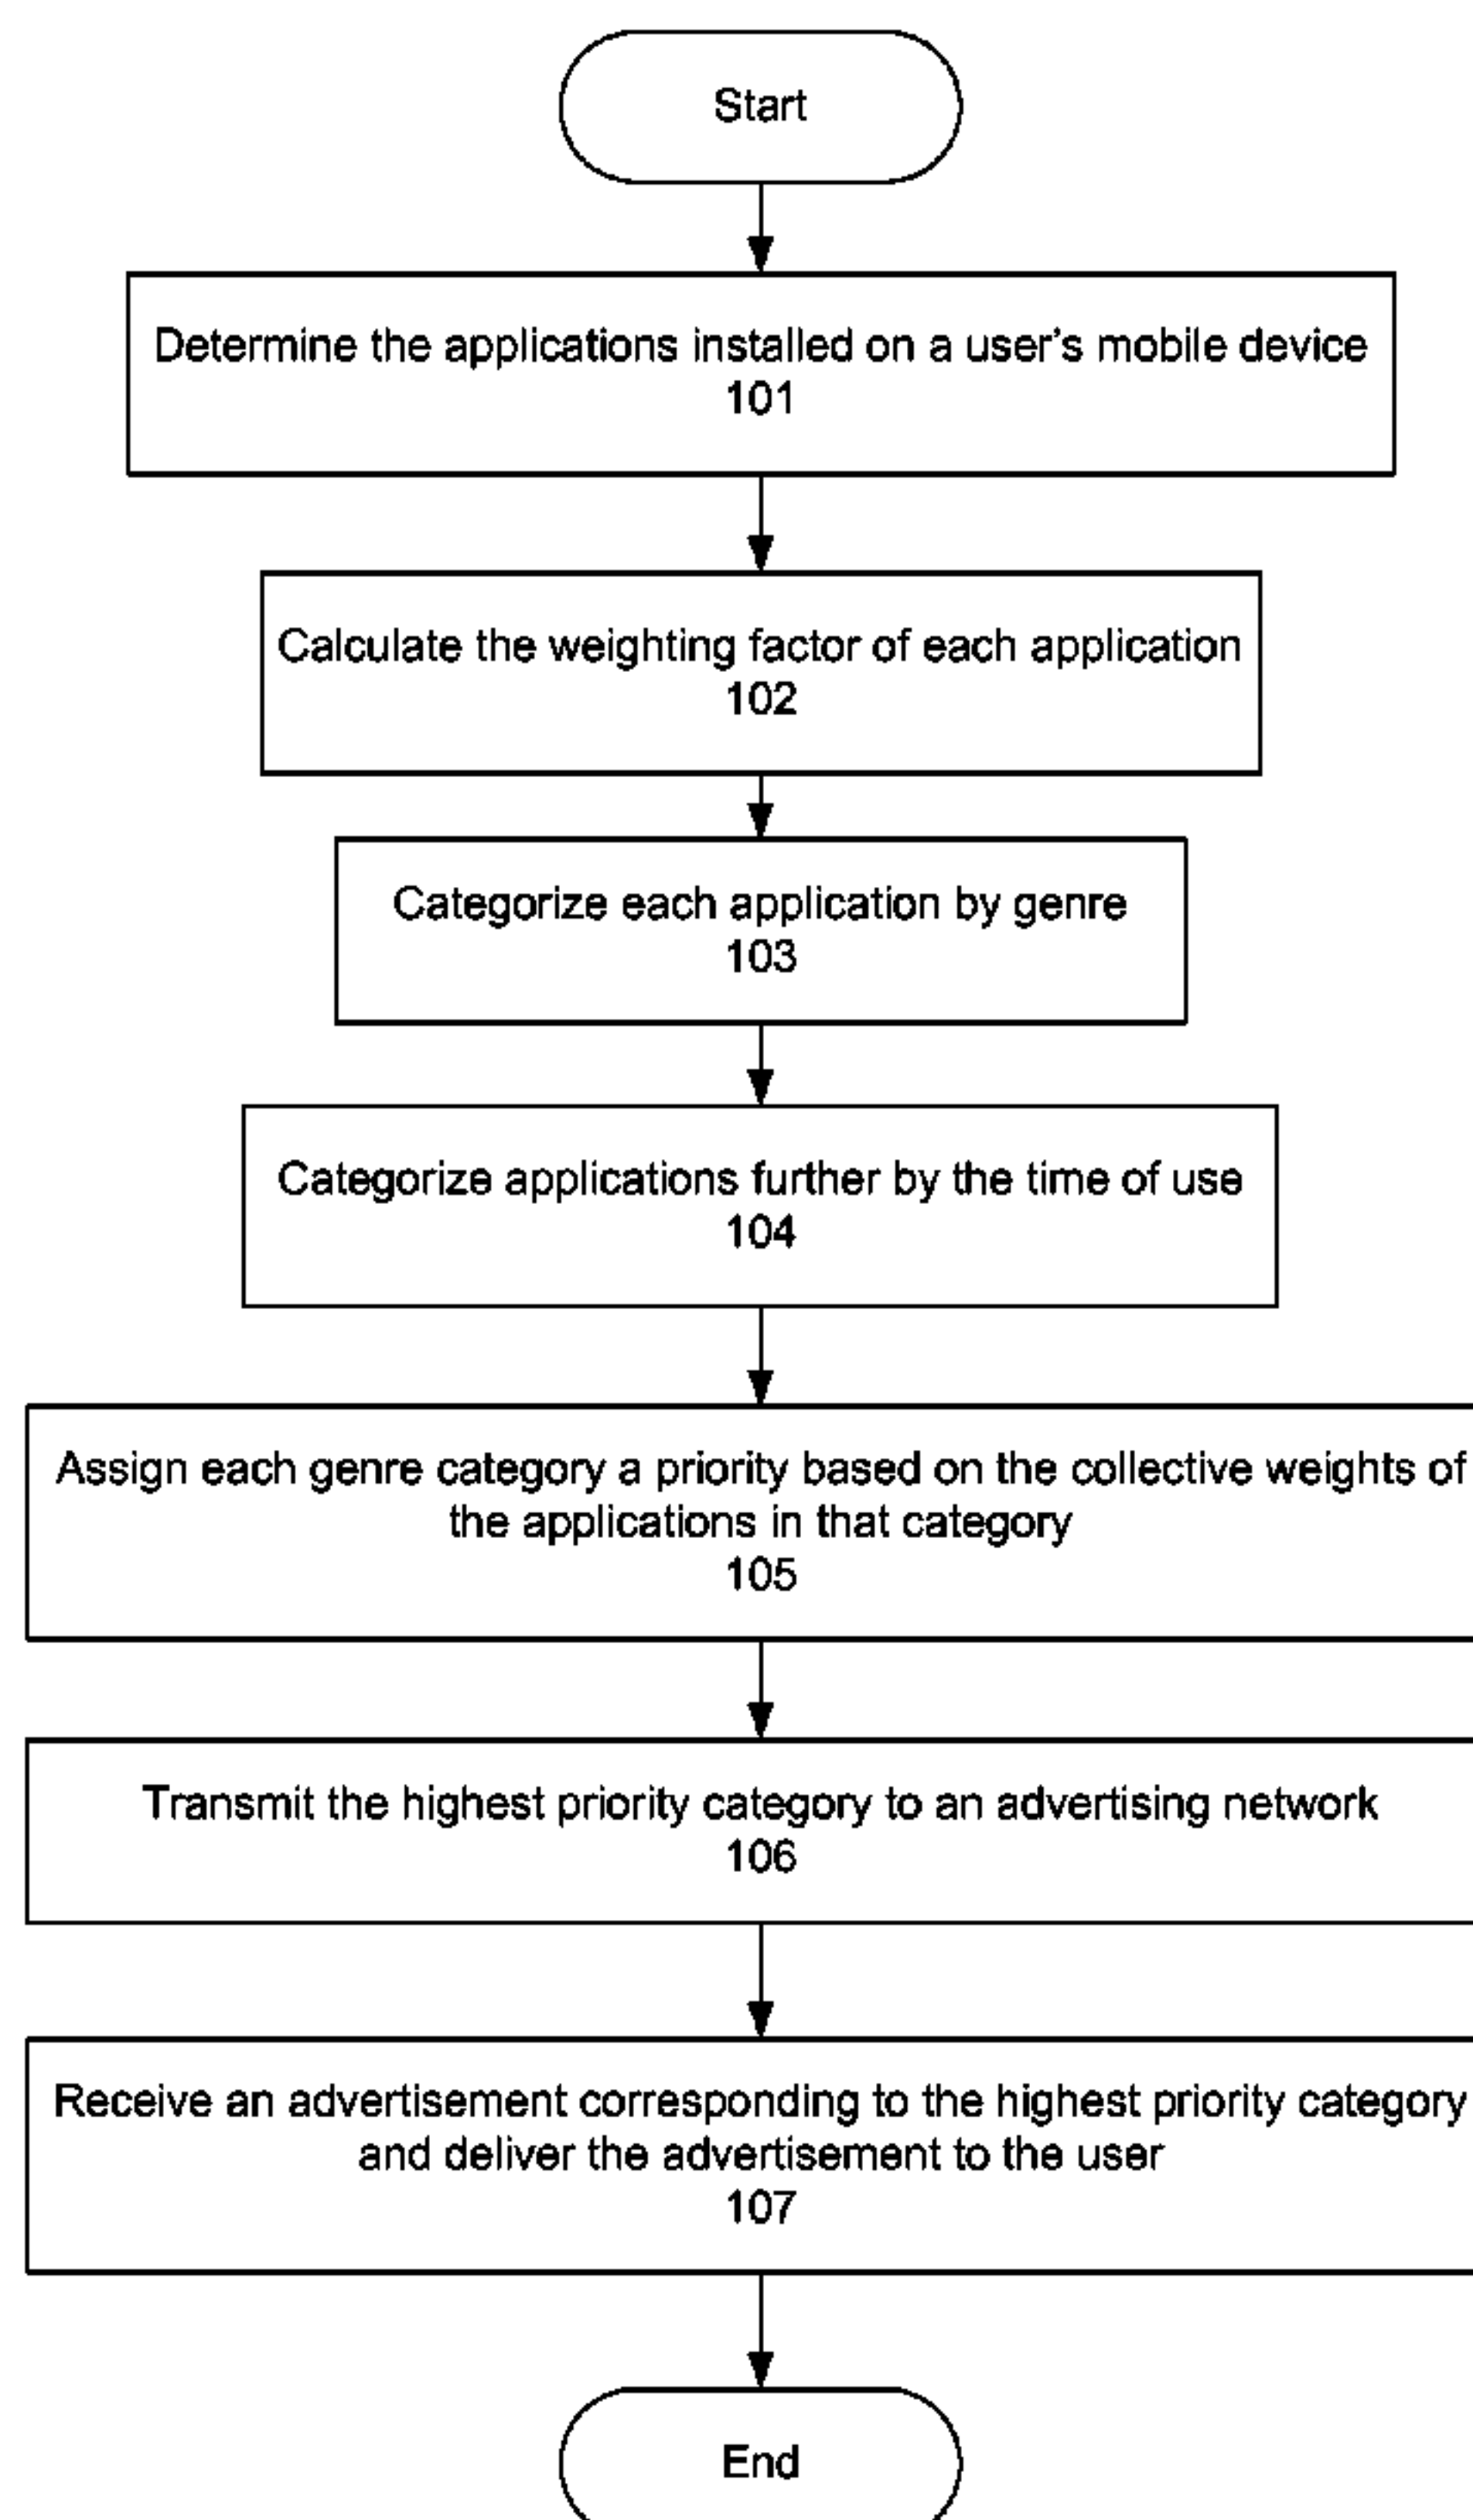 Start
Determine the applications installed on a user's mobile device
101
Calculate the weighting factor of each application
102
Categorize each application by genre
103
Categorize applications further by the time of use
104
Assign each genre category a priority based on the collective weights of
the applications in that category
105
Transmit the highest priority category to an advertising network
106
Receive an advertisement corresponding to the highest priority category
and deliver the advertisement to the user
107
End